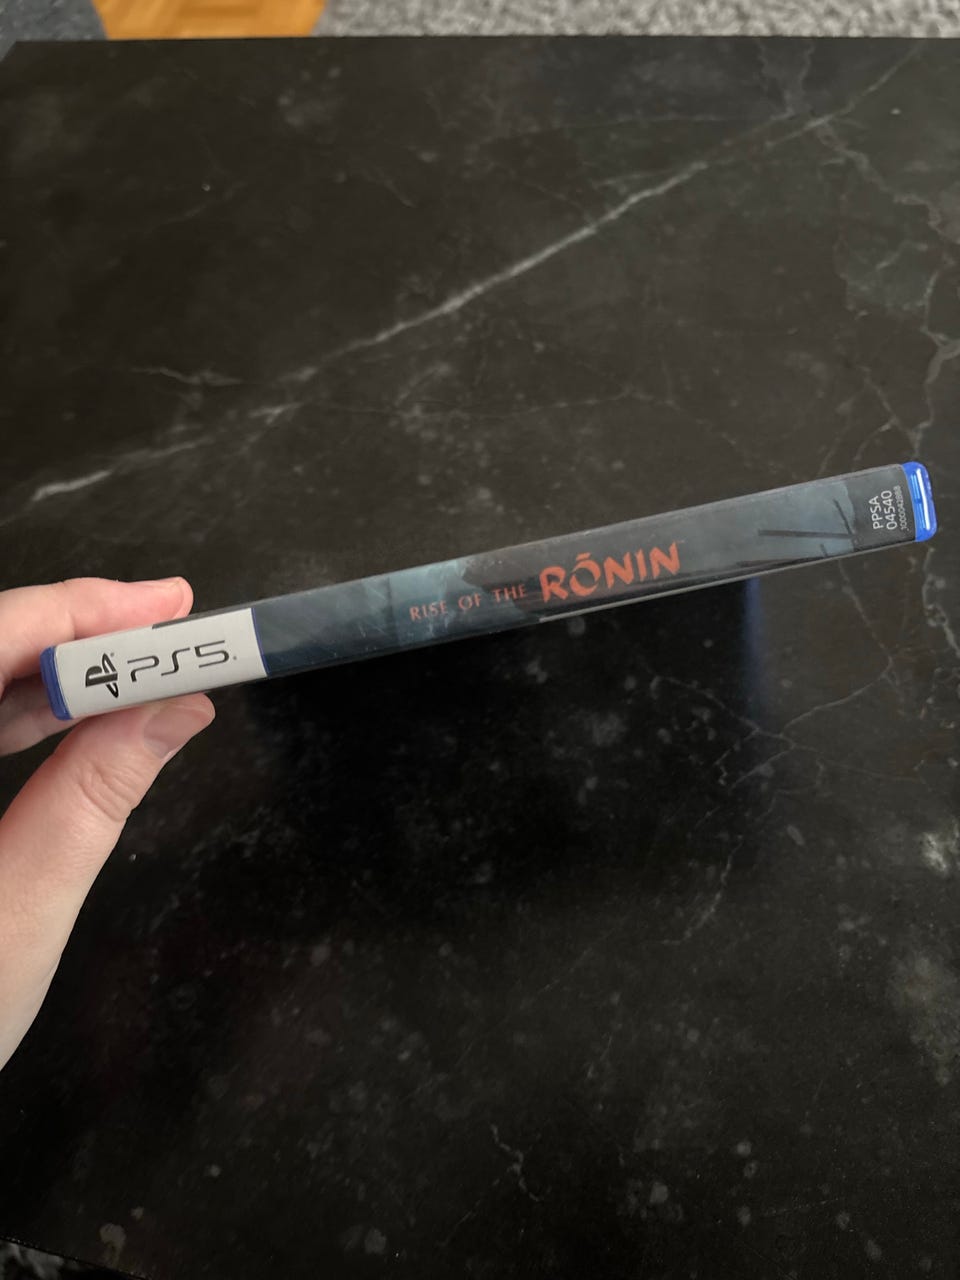 PS5
RISE OF THE RŌNIN
PPSA
04540